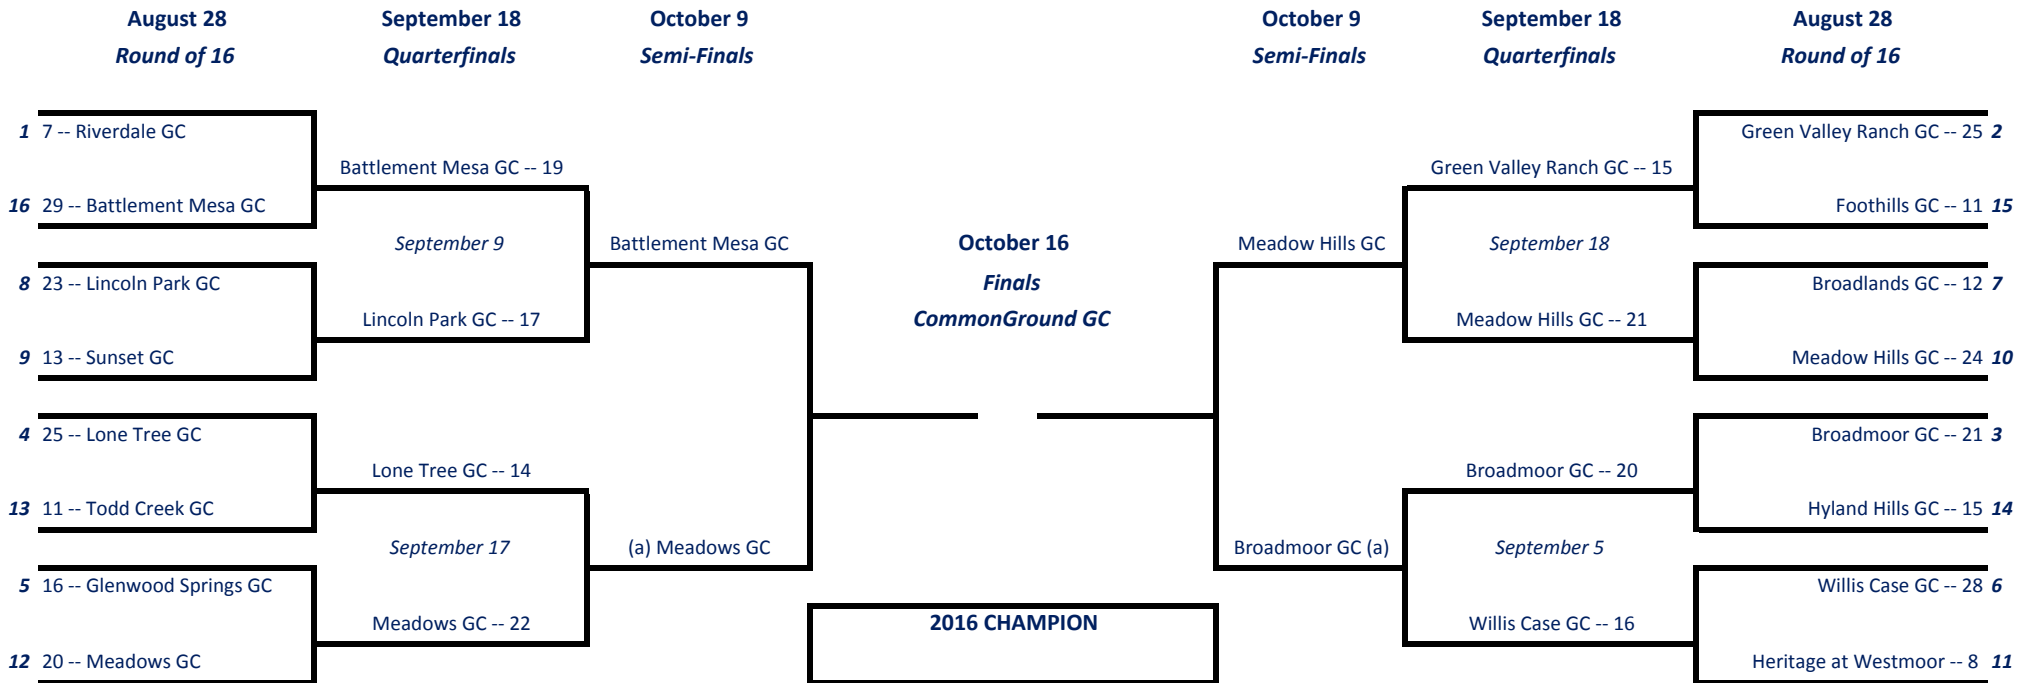 August 28 September 18 October 9 October 9 September 18 August 28
Round of 16 Quarterfinals Semi-Finals Semi-Finals Quarterfinals Round of 16
1 7 -- Riverdale GC Green Valley Ranch GC -- 25 2
Battlement Mesa GC -- 19 Green Valley Ranch GC -- 15
16 29 -- Battlement Mesa GC Foothills GC -- 11 15
September 9 Battlement Mesa GC October 16 Meadow Hills GC September 18
8 23 -- Lincoln Park GC Finals Broadlands GC -- 12 7
Lincoln Park GC -- 17 CommonGround GC Meadow Hills GC -- 21
9 13 -- Sunset GC Meadow Hills GC -- 24 10
4 25 -- Lone Tree GC Broadmoor GC -- 21 3
Lone Tree GC -- 14 Broadmoor GC -- 20
13 11 -- Todd Creek GC Hyland Hills GC -- 15 14
September 17 (a) Meadows GC Broadmoor GC (a) September 5
5 16 -- Glenwood Springs GC Willis Case GC -- 28 6
Meadows GC -- 22 2016 CHAMPION Willis Case GC -- 16
12 20 -- Meadows GC Heritage at Westmoor -- 8 11